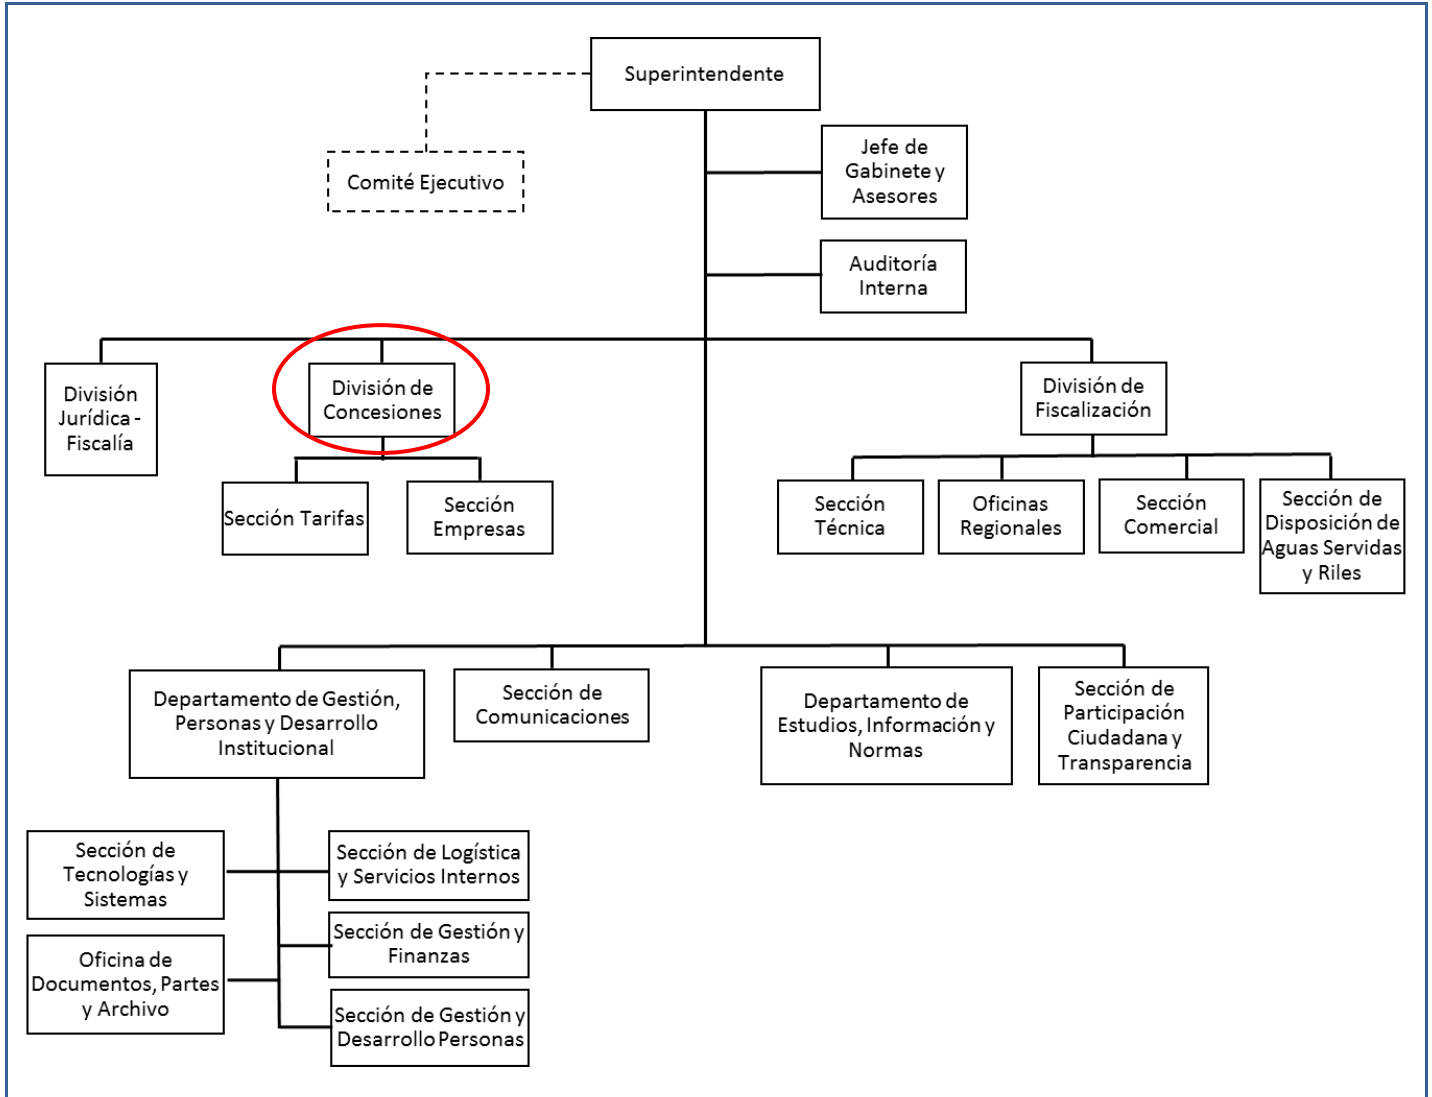 Superintendente
Comité Ejecutivo
Jefe de
Gabinete y
Asesores
Auditoría
Interna
División
Jurídica -
Fiscalía
División de
Concesiones
División de
Fiscalización
Sección Tarifas
Sección
Empresas
Sección
Técnica
Oficinas
Regionales
Sección
Comercial
Sección de
Disposición de
Aguas Servidas
y Riles
Departamento de Gestión,
Personas y Desarrollo
Institucional
Sección de
Comunicaciones
Departamento de
Estudios, Información y
Normas
Sección de
Participación
Ciudadana y
Transparencia
Sección de
Tecnologías y
Sistemas
Sección de Logística
y Servicios Internos
Oficina de
Documentos, Partes
y Archivo
Sección de Gestión y
Finanzas
Sección de Gestión y
Desarrollo Personas